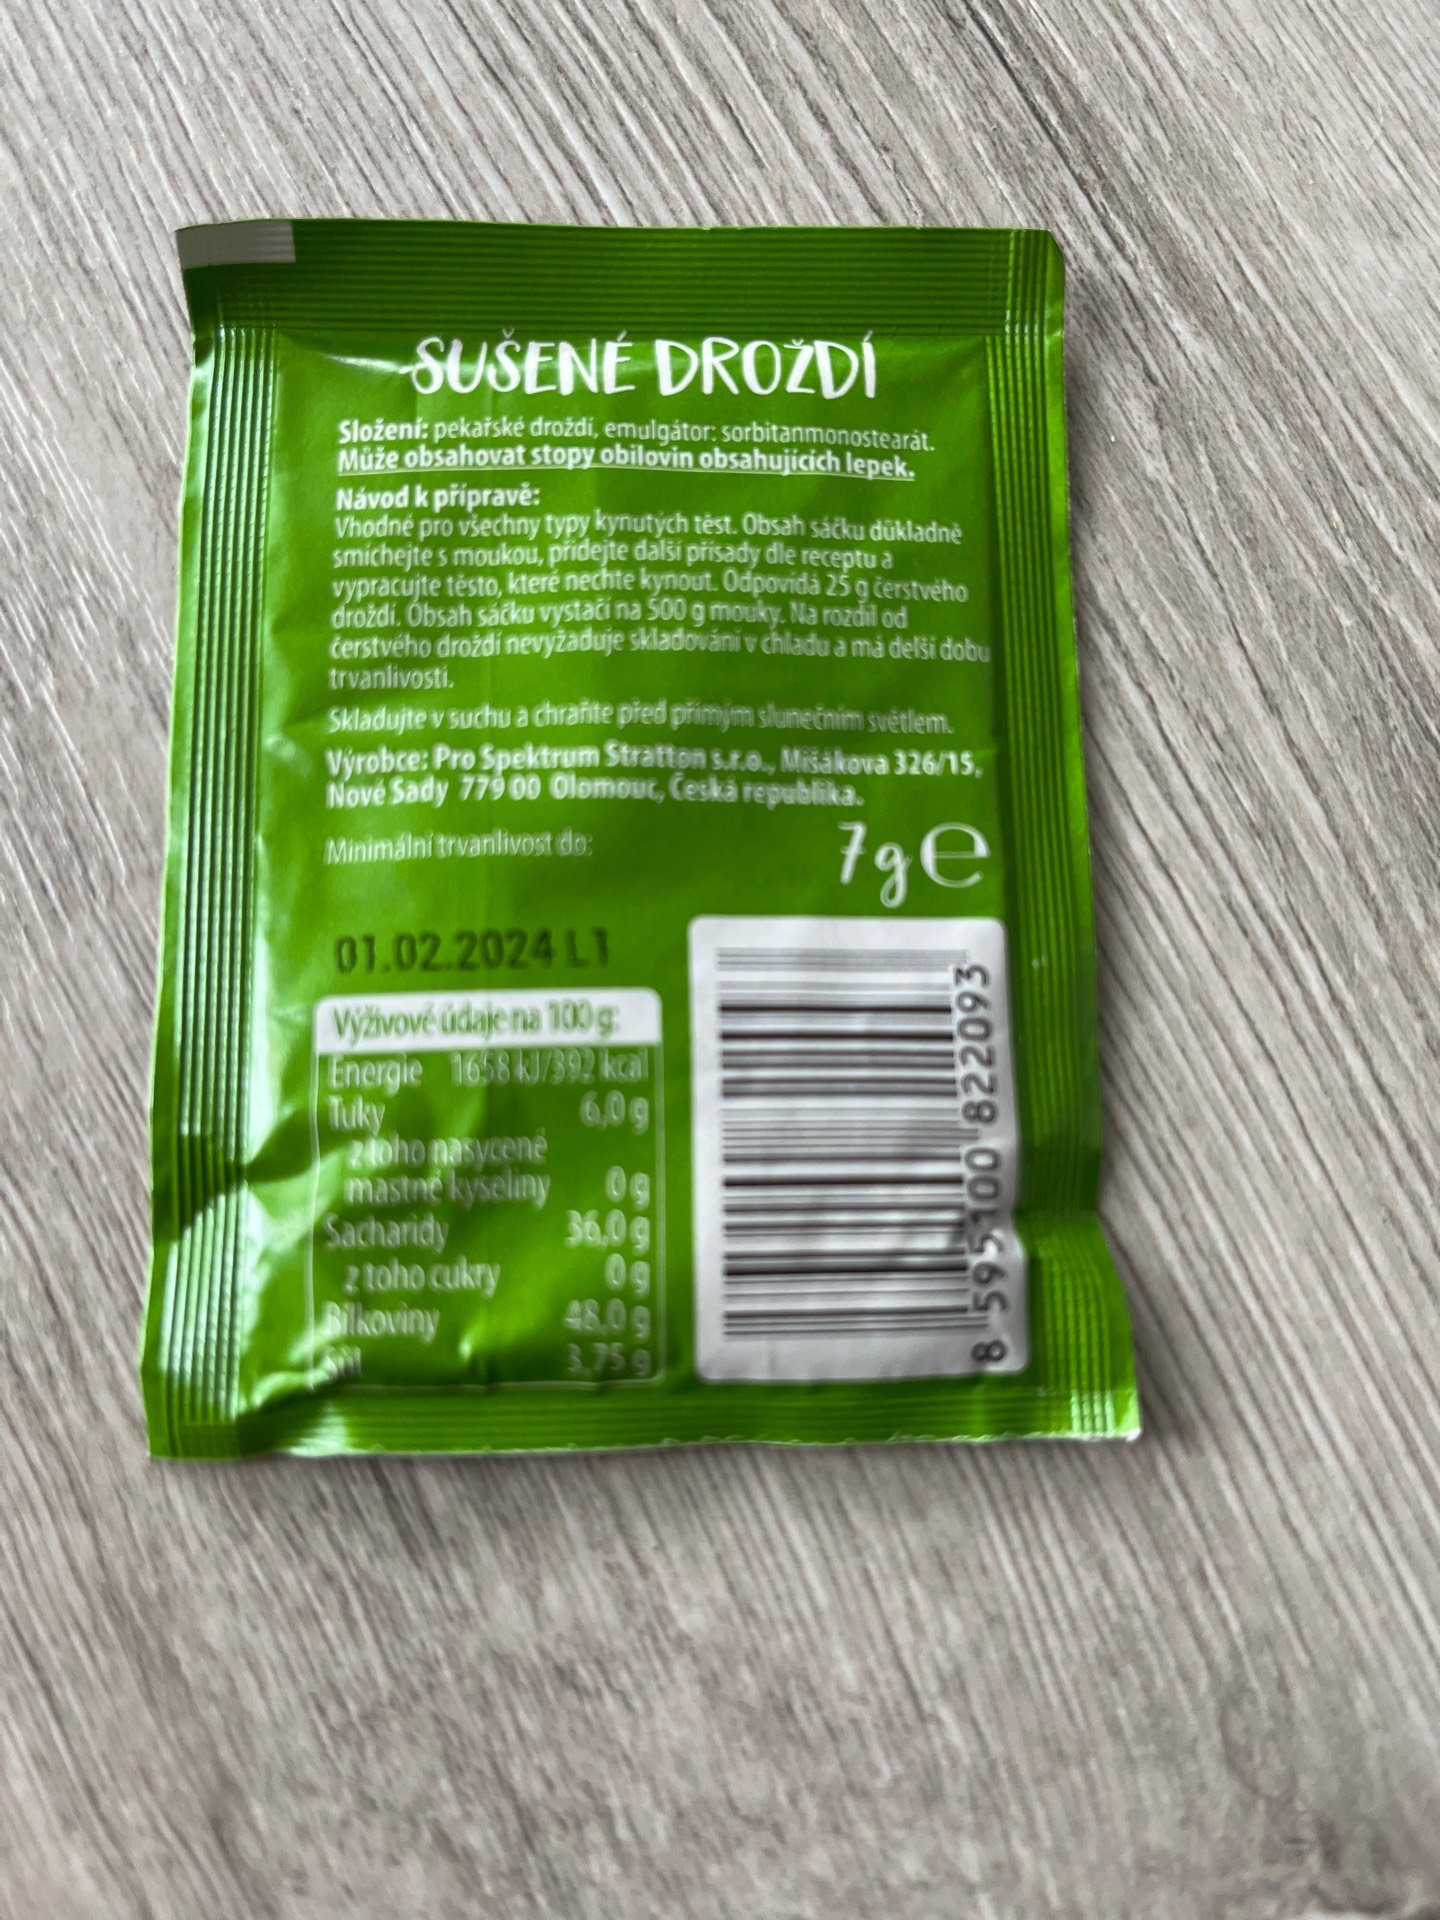 SUŠENÉ DROŽDÍ
Složení: pekařské droždí, emulgátor: sorbitanmonostearát.
Může obsahovat stopy obilovin obsahujících lepek.
Návod k přípravě:
Vhodné pro všechny typy kynutých těst. Obsah sáčku důkladně
smíchejte s moukou, přidejte další přísady dle receptu a
vypracujte těsto, které nechte kynout. Odpovídá 25 g čerstvého
droždí. Obsah sáčku vystačí na 500 g mouky. Na rozdíl od
čerstvého droždí nevyžaduje skladování v chladu a má delší dobu
trvanlivosti.
Skladujte v suchu a chraňte před přímým slunečním světlem.
Výrobce: Pro Spektrum Stratton s.r.o., Mišákova 326/15,
Nové Sady 779 00 Olomouc, Česká republika.
Minimální trvanlivost do:
7 g e
01.02.2024 L1
Výživové údaje na 100 g:
Energie 1658 kJ/392 kcal
Tuky 6,0 g
z toho nasycené
mastné kyseliny 0 g
Sacharidy 36,0 g
z toho cukry 0 g
Bílkoviny 48,0 g
Sůl 3,75 g
8 595100 822093